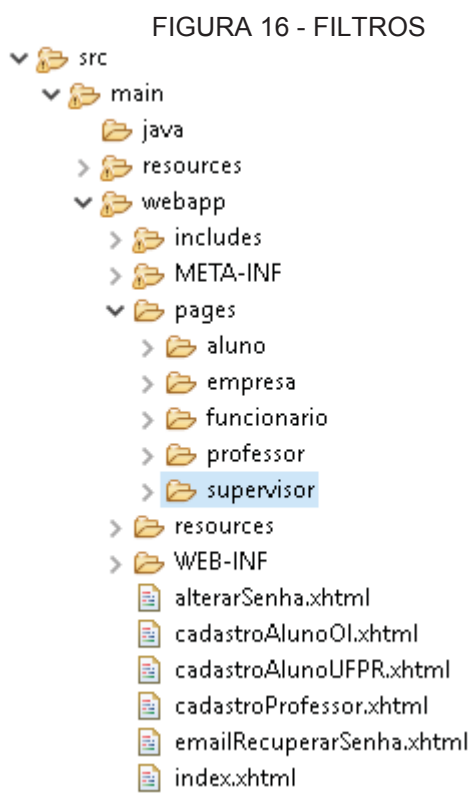 FIGURA 16 - FILTROS
src
main
java
resources
webapp
includes
META-INF
pages
aluno
empresa
funcionario
professor
supervisor
resources
WEB-INF
alterarSenha.xhtml
cadastroAlunoOI.xhtml
cadastroAlunoUFPR.xhtml
cadastroProfessor.xhtml
emailRecuperarSenha.xhtml
index.xhtml